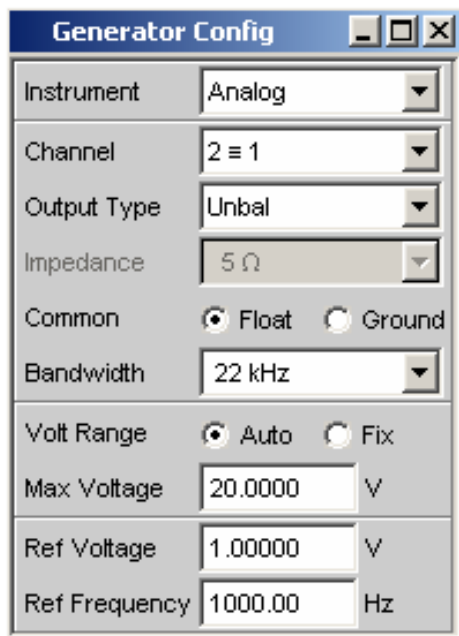 Generator Config
Instrument Analog
Channel 2 ≡ 1
Output Type Unbal
Impedance 5 Ω
Common Float Ground
Bandwidth 22 kHz
Volt Range Auto Fix
Max Voltage 20.0000 V
Ref Voltage 1.00000 V
Ref Frequency 1000.00 Hz